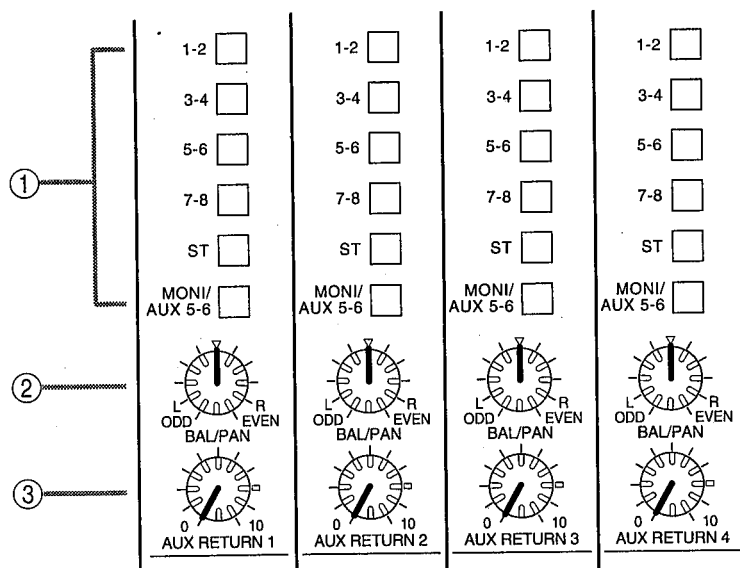 1-2 1-2 1-2 1-2
3-4 3-4 3-4 3-4
① 5-6 5-6 5-6 5-6
7-8 7-8 7-8 7-8
ST ST ST ST
MONI/ MONI/ MONI/ MONI/
AUX 5-6 AUX 5-6 AUX 5-6 AUX 5-6
②
L R L R L R L R
ODD EVEN ODD EVEN ODD EVEN ODD EVEN
BAL/PAN BAL/PAN BAL/PAN BAL/PAN
③
0 10 0 10 0 10 0 10
AUX RETURN 1 AUX RETURN 2 AUX RETURN 3 AUX RETURN 4